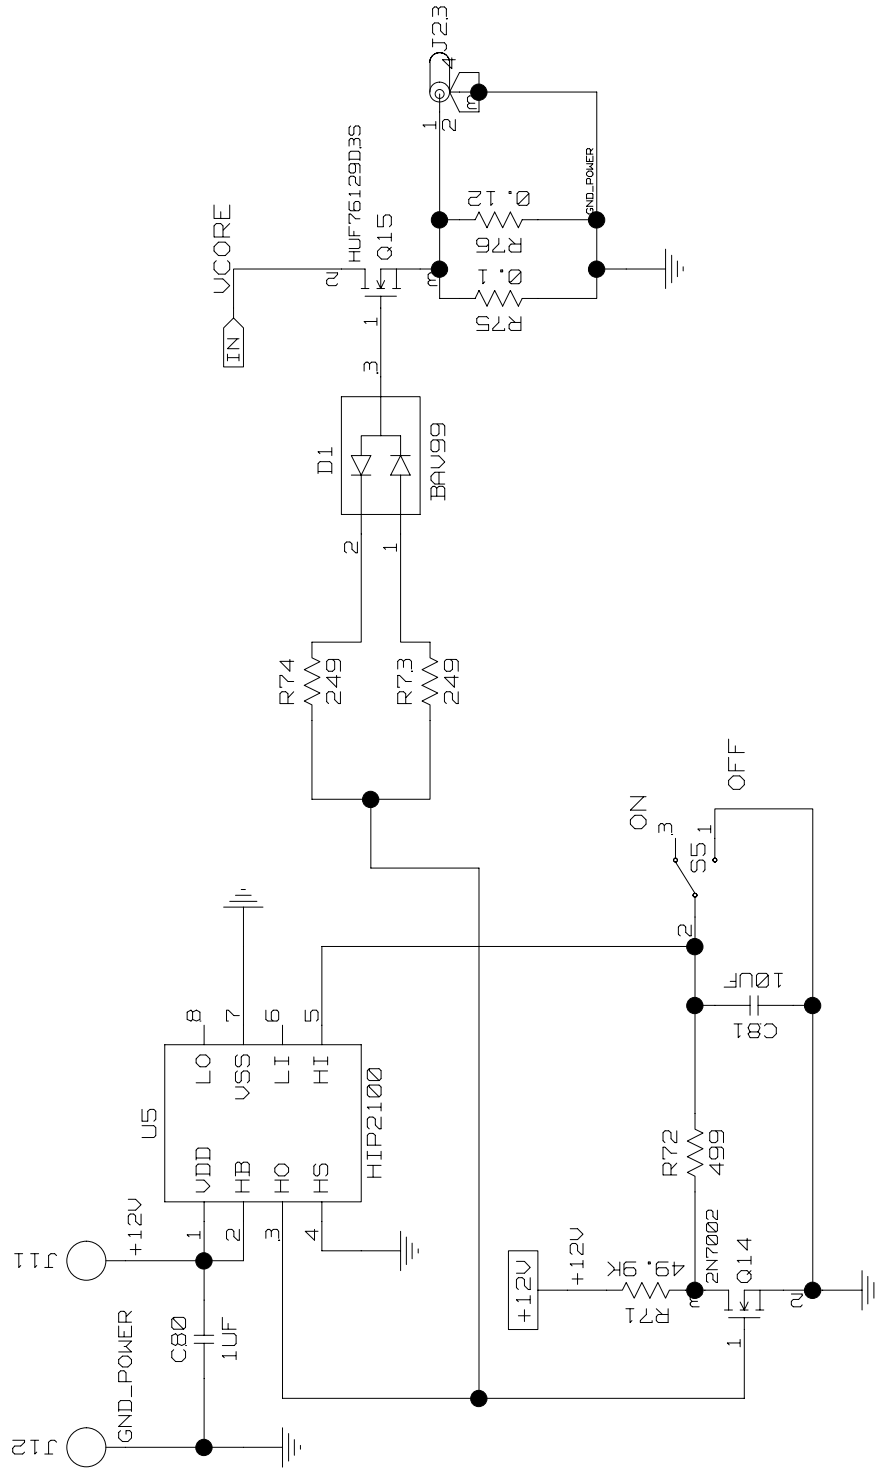 J23
4
3
1
2
GND_POWER
0.12
R76
0.1
R75
HUF76129D3S
Q15
VCORE
2
3
1
IN
3
D1
BAV99
2
1
R74
249
R73
249
OFF
ON
3
1
S5
2
10UF
C81
8
7
6
5
LO
VSS
LI
HI
U5
HIP2100
VDD
HB
HO
HS
1
2
3
4
+12V
J11
R72
499
2N7002
Q14
3
2
1
+12V
+12V
49.9K
R71
C80
1UF
GND_POWER
J12